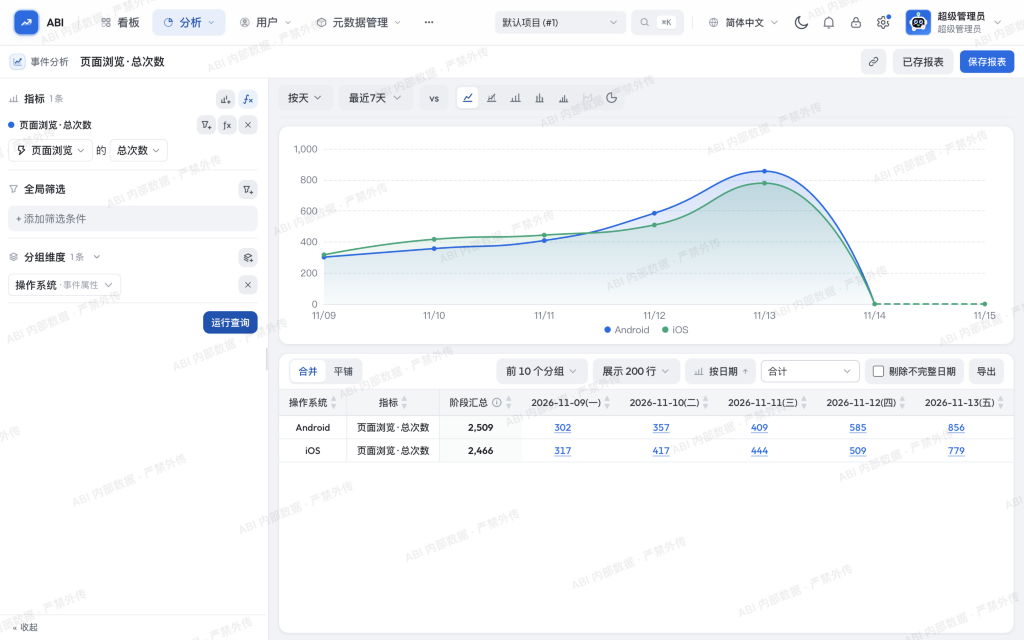 ABI
看板
分析
用户
元数据管理
默认项目 (#1)
⌘K
简体中文
超级管理员
超级管理员
事件分析
页面浏览·总次数
已存报表
保存报表
指标 1条
页面浏览·总次数
页面浏览 的 总次数
全局筛选
+ 添加筛选条件
分组维度 1条
操作系统 · 事件属性
运行查询
« 收起
按天
最近7天
vs
1,000
800
600
400
200
0
11/09 11/10 11/11 11/12 11/13 11/14 11/15
Android iOS
合并 平铺
前 10 个分组
展示 200 行
按日期
合计
剔除不完整日期
导出
操作系统 指标 阶段汇总 2026-11-09(一) 2026-11-10(二) 2026-11-11(三) 2026-11-12(四) 2026-11-13(五)
Android 页面浏览·总次数 2,509 302 357 409 585 856
iOS 页面浏览·总次数 2,466 317 417 444 509 779
ABI 内部数据 · 严禁外传